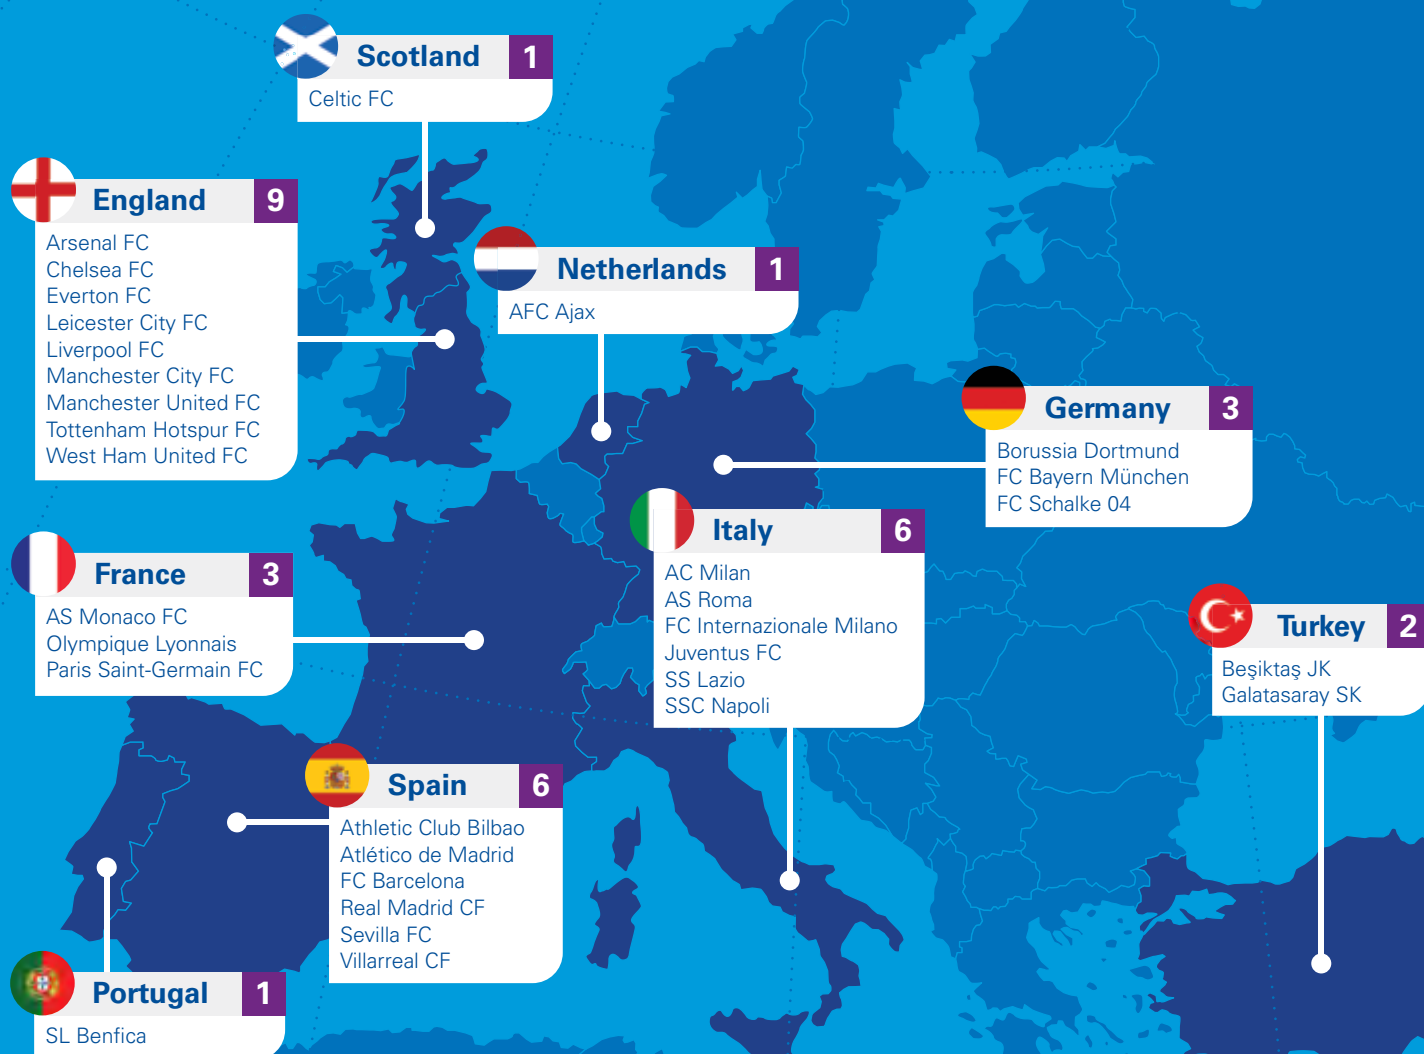 Scotland 1
Celtic FC
England 9
Arsenal FC
Chelsea FC
Everton FC
Leicester City FC
Liverpool FC
Manchester City FC
Manchester United FC
Tottenham Hotspur FC
West Ham United FC
Netherlands 1
AFC Ajax
Germany 3
Borussia Dortmund
FC Bayern München
FC Schalke 04
Italy 6
AC Milan
AS Roma
FC Internazionale Milano
Juventus FC
SS Lazio
SSC Napoli
France 3
AS Monaco FC
Olympique Lyonnais
Paris Saint-Germain FC
Turkey 2
Beşiktaş JK
Galatasaray SK
Spain 6
Athletic Club Bilbao
Atlético de Madrid
FC Barcelona
Real Madrid CF
Sevilla FC
Villarreal CF
Portugal 1
SL Benfica